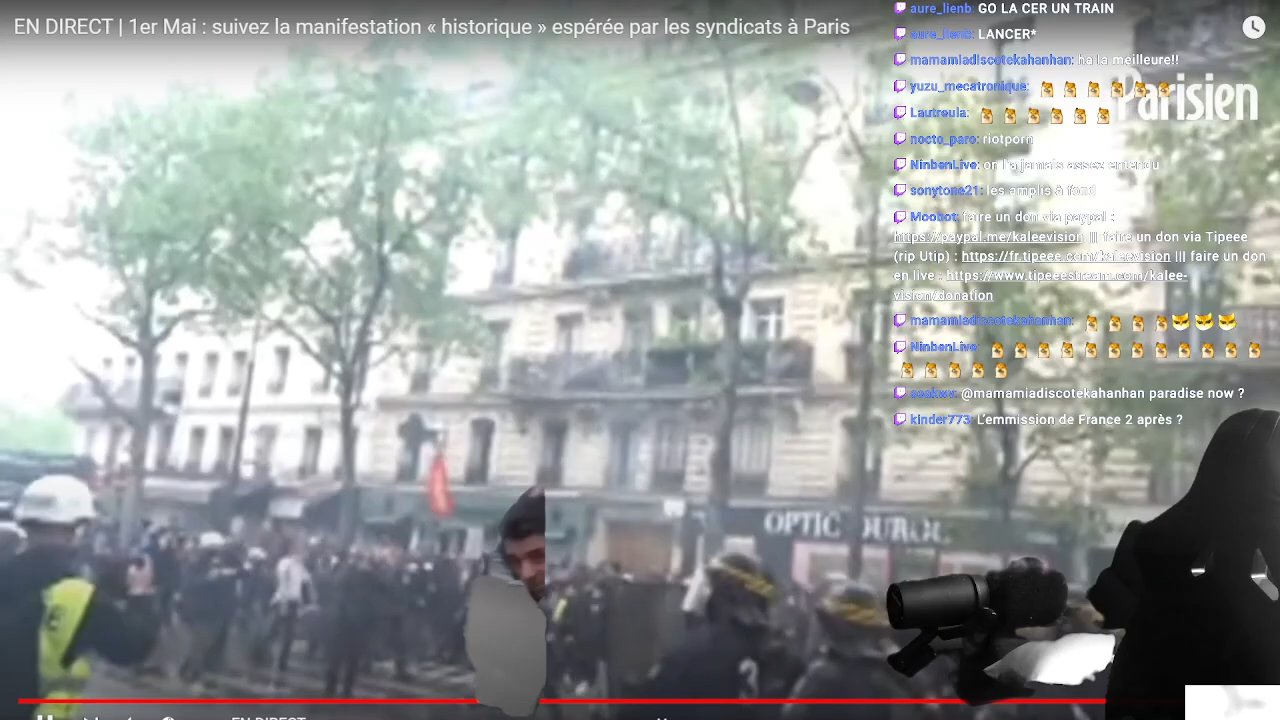 EN DIRECT | 1er Mai : suivez la manifestation « historique » espérée par les syndicats à Paris
aure_lienb: GO LA CER UN TRAIN
aure_lienb: LANCER*
mamamiadiscotekahanhan: ha la meilleure!!
yuzu_mecatronique:
Parisien
Lautreula:
nocto_paro: riotporn
NinbenLive: on l'a jamais assez entendu
sonytone21: les amplis à fond
Moobot: faire un don via paypal :
https://paypal.me/kaleevision ||| faire un don via Tipeee
(rip Utip) : https://fr.tipeee.com/kaleevision ||| faire un don
en live : https://www.tipeeestream.com/kalee-
vision/donation
mamamiadiscotekahanhan:
NinbenLive:
@mamamiadiscotekahanhan paradise now ?
kinder773: L'emmission de France 2 après ?
OPTIC DUROC
3
EN DIRECT